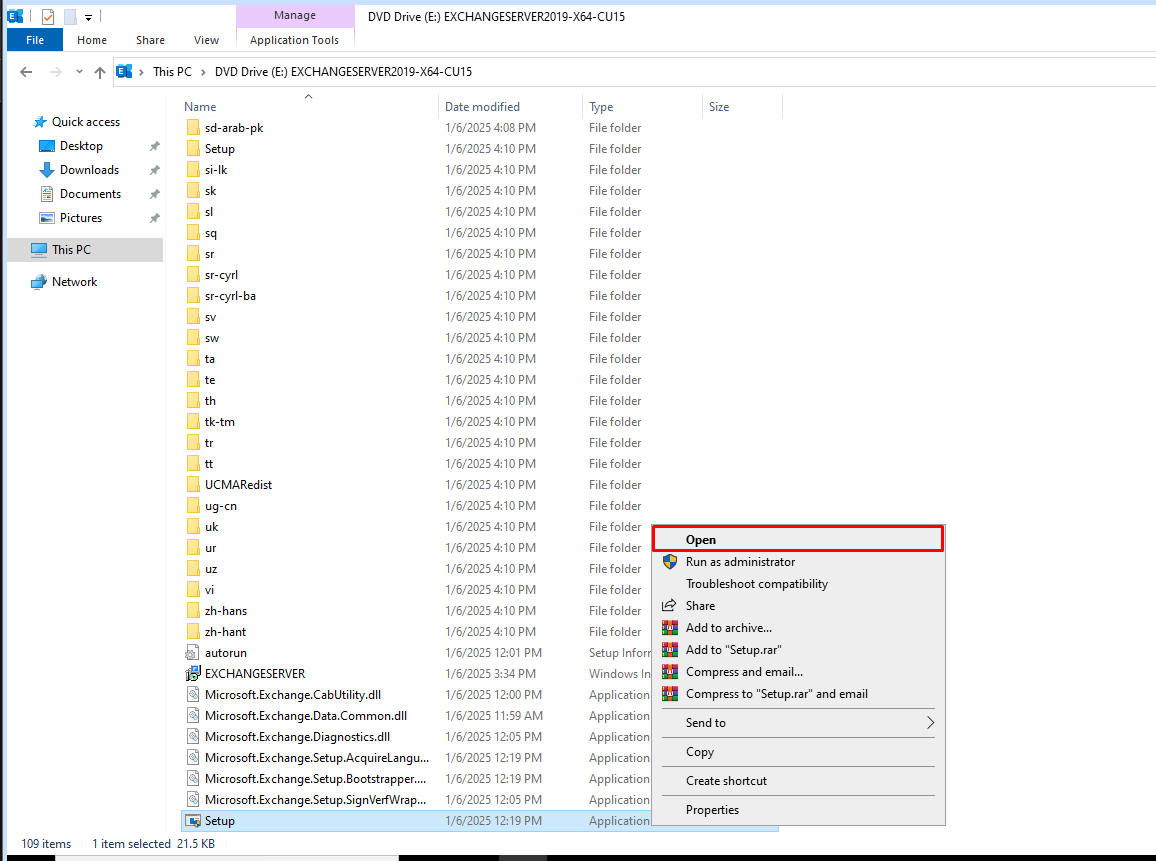 Manage
DVD Drive (E:) EXCHANGESERVER2019-X64-CU15
File Home Share View Application Tools
This PC DVD Drive (E:) EXCHANGESERVER2019-X64-CU15
Quick access
Desktop
Downloads
Documents
Pictures
This PC
Network
Name Date modified Type Size
sd-arab-pk 1/6/2025 4:08 PM File folder
Setup 1/6/2025 4:10 PM File folder
si-lk 1/6/2025 4:10 PM File folder
sk 1/6/2025 4:10 PM File folder
sl 1/6/2025 4:10 PM File folder
sq 1/6/2025 4:10 PM File folder
sr 1/6/2025 4:10 PM File folder
sr-cyrl 1/6/2025 4:10 PM File folder
sr-cyrl-ba 1/6/2025 4:10 PM File folder
sv 1/6/2025 4:10 PM File folder
sw 1/6/2025 4:10 PM File folder
ta 1/6/2025 4:10 PM File folder
te 1/6/2025 4:10 PM File folder
th 1/6/2025 4:10 PM File folder
tk-tm 1/6/2025 4:10 PM File folder
tr 1/6/2025 4:10 PM File folder
tt 1/6/2025 4:10 PM File folder
UCMARedist 1/6/2025 4:10 PM File folder
ug-cn 1/6/2025 4:10 PM File folder
uk 1/6/2025 4:10 PM File folder
ur 1/6/2025 4:10 PM File folder
uz 1/6/2025 4:10 PM File folder
vi 1/6/2025 4:10 PM File folder
zh-hans 1/6/2025 4:10 PM File folder
zh-hant 1/6/2025 4:10 PM File folder
autorun 1/6/2025 12:01 PM Setup Inforr
EXCHANGESERVER 1/6/2025 3:34 PM Windows In
Microsoft.Exchange.CabUtility.dll 1/6/2025 12:00 PM Application
Microsoft.Exchange.Data.Common.dll 1/6/2025 11:59 AM Application
Microsoft.Exchange.Diagnostics.dll 1/6/2025 12:05 PM Application
Microsoft.Exchange.Setup.AcquireLangu... 1/6/2025 12:19 PM Application
Microsoft.Exchange.Setup.Bootstrapper.... 1/6/2025 12:19 PM Application
Microsoft.Exchange.Setup.SignVerfWrap... 1/6/2025 12:05 PM Application
Setup 1/6/2025 12:19 PM Application
Open
Run as administrator
Troubleshoot compatibility
Share
Add to archive...
Add to "Setup.rar"
Compress and email...
Compress to "Setup.rar" and email
Send to
Copy
Create shortcut
Properties
109 items 1 item selected 21.5 KB